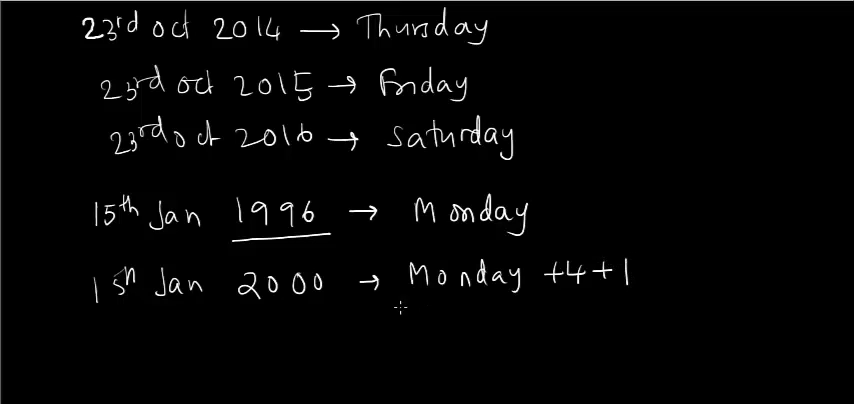 23rd oct 2014 → Thursday
23rd oct 2015 → Friday
23rd oct 2016 → Saturday
15th Jan 1996 → Monday
15th Jan 2000 → Monday +4+1